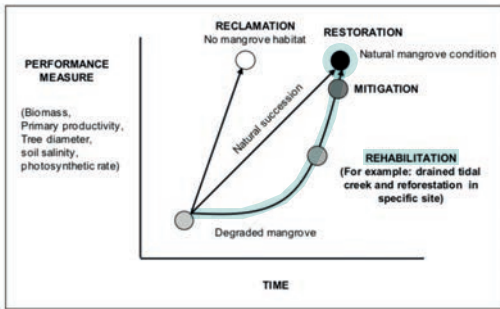 RECLAMATION
No mangrove habitat
RESTORATION
Natural mangrove condition
PERFORMANCE
MEASURE
(Biomass,
Primary productivity,
Tree diameter,
soil salinity,
photosynthetic rate)
Natural succession
MITIGATION
REHABILITATION
(For example: drained tidal
creek and reforestation in
specific site)
Degraded mangrove
TIME